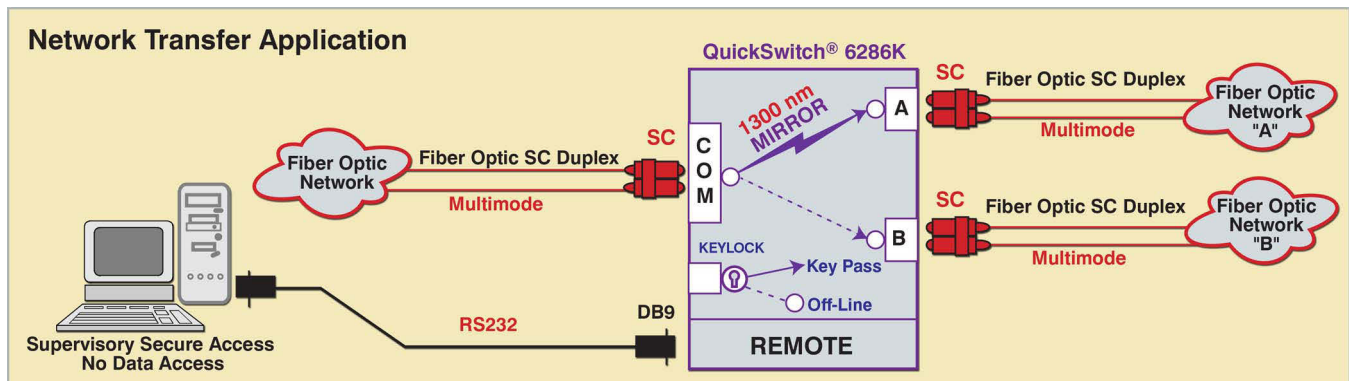 Network Transfer Application
QuickSwitch® 6286K
Fiber Optic
Network
Fiber Optic SC Duplex
Multimode
SC
C
O
M
1300 nm
MIRROR
A
B
SC
Fiber Optic SC Duplex
Multimode
Fiber Optic
Network
"A"
SC
Fiber Optic SC Duplex
Multimode
Fiber Optic
Network
"B"
KEYLOCK
Key Pass
Off-Line
REMOTE
DB9
RS232
Supervisory Secure Access
No Data Access